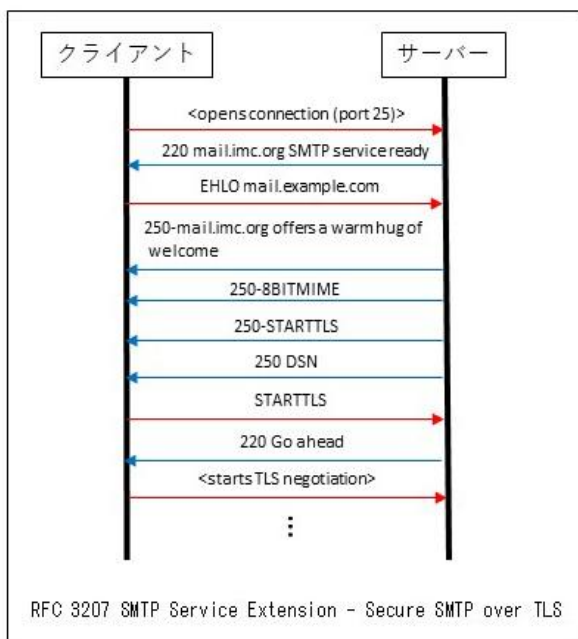 クライアント
サーバー
<opens connection (port 25)>
220 mail.imc.org SMTP service ready
EHLO mail.example.com
250-mail.imc.org offers a warm hug of
welcome
250-8BITMIME
250-STARTTLS
250 DSN
STARTTLS
220 Go ahead
<starts TLS negotiation>
⋮
RFC 3207 SMTP Service Extension - Secure SMTP over TLS